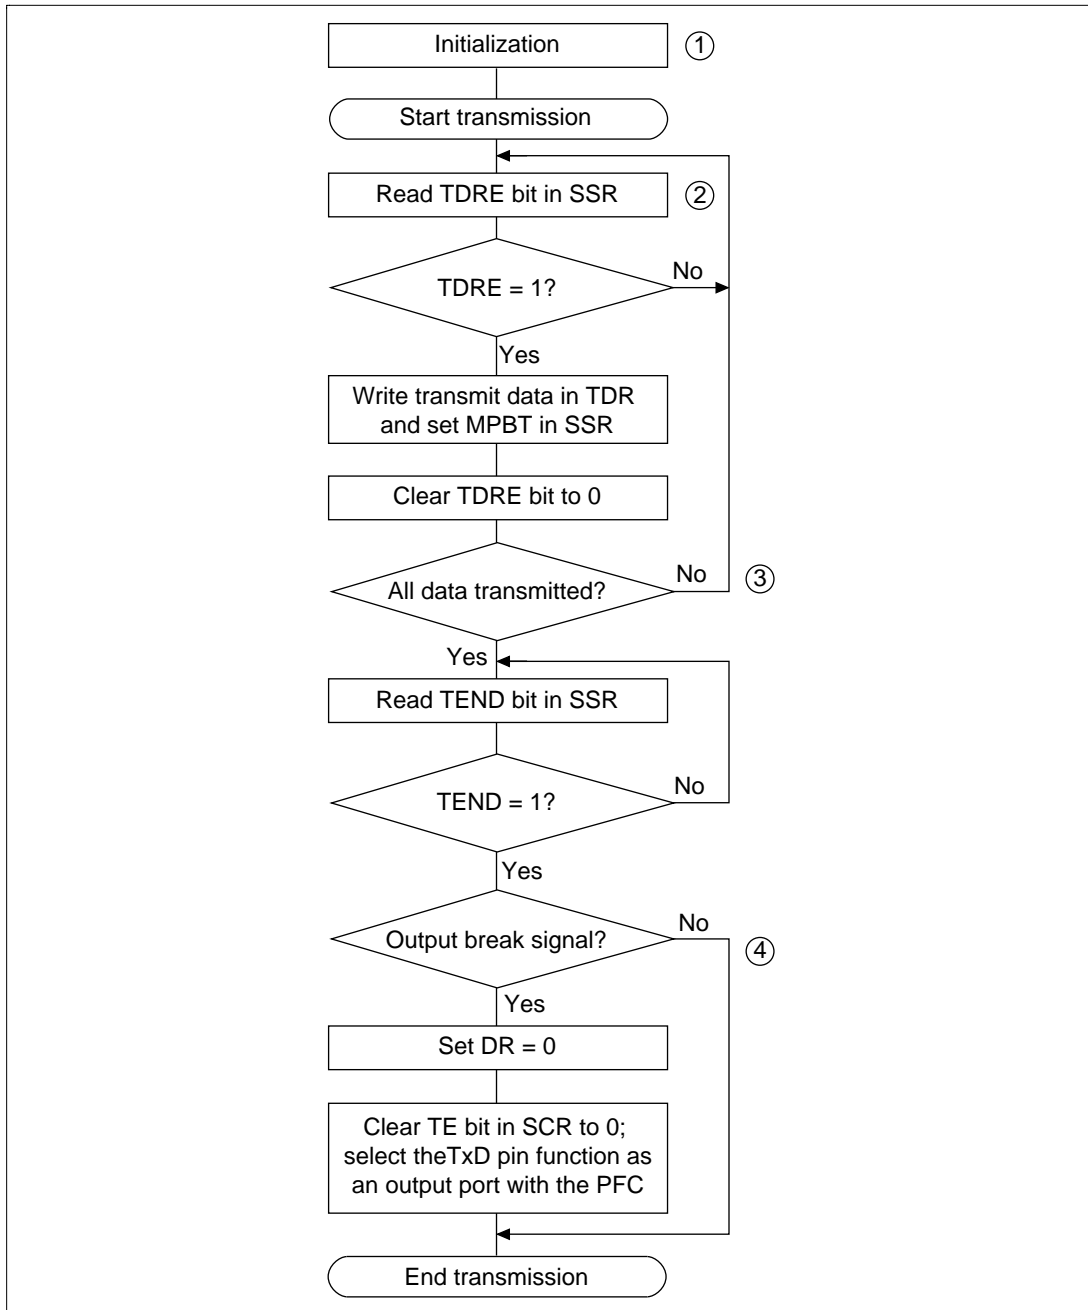 Initialization
①
Start transmission
Read TDRE bit in SSR
②
TDRE = 1?
No
Yes
Write transmit data in TDR
and set MPBT in SSR
Clear TDRE bit to 0
All data transmitted?
No
③
Yes
Read TEND bit in SSR
TEND = 1?
No
Yes
Output break signal?
No
④
Yes
Set DR = 0
Clear TE bit in SCR to 0;
select theTxD pin function as
an output port with the PFC
End transmission